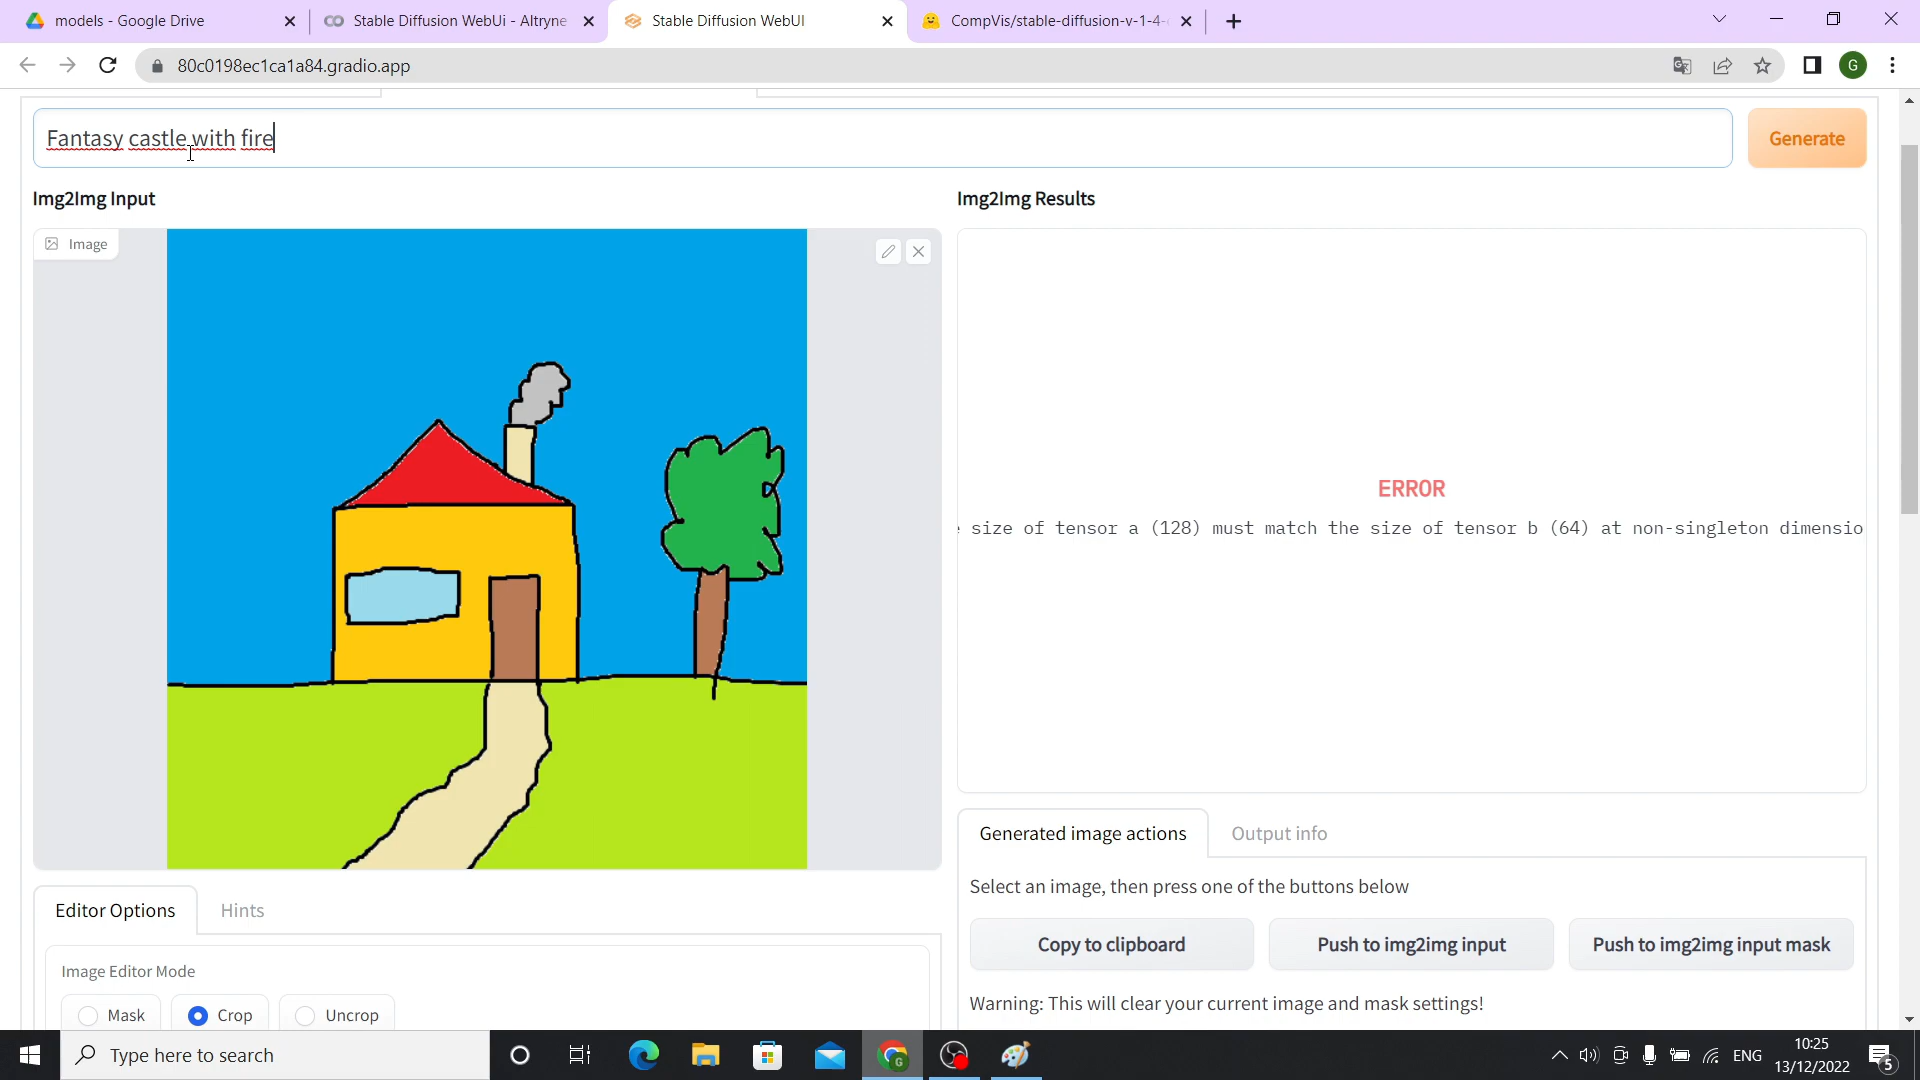 models - Google Drive
Stable Diffusion WebUi - Altryne
Stable Diffusion WebUI
CompVis/stable-diffusion-v-1-4-
80c0198ec1ca1a84.gradio.app
G
Fantasy castle with fire
Generate
Img2Img Input
Img2Img Results
Image
ERROR
size of tensor a (128) must match the size of tensor b (64) at non-singleton dimensio
Generated image actions
Output info
Select an image, then press one of the buttons below
Editor Options
Hints
Copy to clipboard
Push to img2img input
Push to img2img input mask
Image Editor Mode
Warning: This will clear your current image and mask settings!
Mask
Crop
Uncrop
Type here to search
ENG
10:25
13/12/2022
5